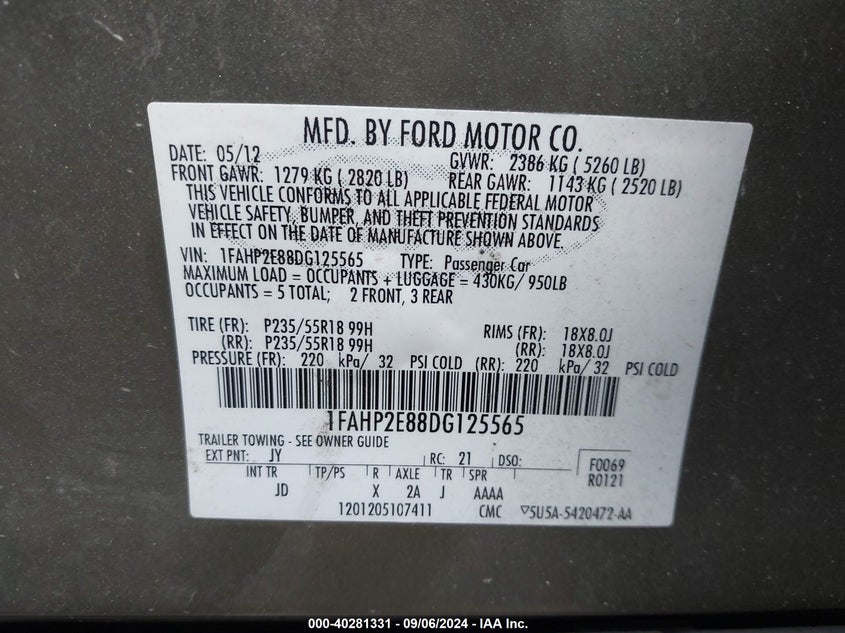 MFD. BY FORD MOTOR CO.
DATE: 05/12 GVWR: 2386 KG ( 5260 LB)
FRONT GAWR: 1279 KG ( 2820 LB) REAR GAWR: 1143 KG ( 2520 LB)
THIS VEHICLE CONFORMS TO ALL APPLICABLE FEDERAL MOTOR
VEHICLE SAFETY, BUMPER, AND THEFT PREVENTION STANDARDS
IN EFFECT ON THE DATE OF MANUFACTURE SHOWN ABOVE.
VIN: 1FAHP2E88DG125565 TYPE: Passenger Car
MAXIMUM LOAD = OCCUPANTS + LUGGAGE = 430KG/ 950LB
OCCUPANTS = 5 TOTAL; 2 FRONT, 3 REAR
TIRE (FR): P235/55R18 99H RIMS (FR): 18X8.0J
(RR): P235/55R18 99H (RR): 18X8.0J
PRESSURE (FR): 220 kPa/ 32 PSI COLD (RR): 220 kPa/ 32 PSI COLD
1FAHP2E88DG125565
TRAILER TOWING - SEE OWNER GUIDE
EXT PNT: JY RC: 21 DSO: F0069
INT TR TP/PS R AXLE TR SPR R0121
JD X 2A J AAAA
1201205107411 CMC ▽5U5A-5420472-AA
000-40281331 - 09/06/2024 - IAA Inc.